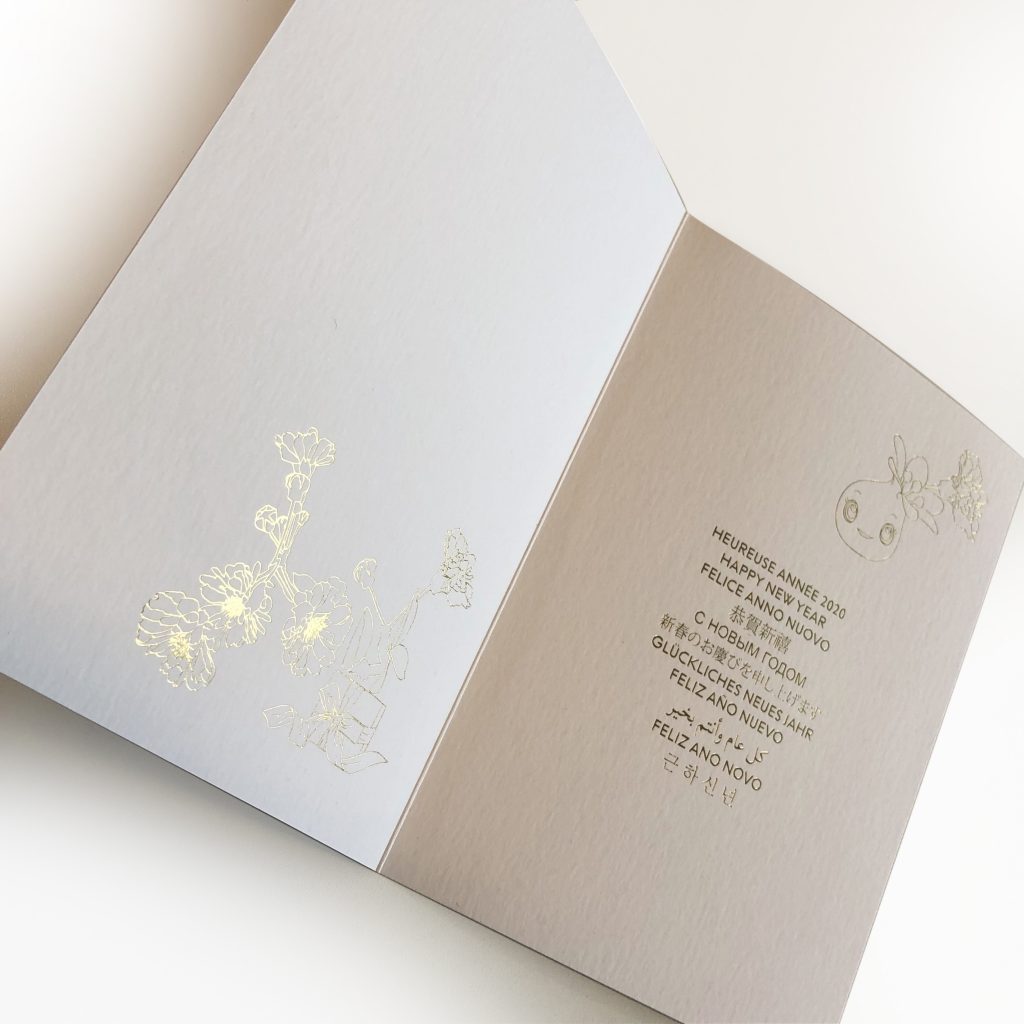 HEUREUSE ANNEE 2020
HAPPY NEW YEAR
FELICE ANNO NUOVO
恭賀新禧
С НОВЫМ ГОДОМ
新春のお慶びを申し上げます
GLÜCKLICHES NEUES JAHR
FELIZ AÑO NUEVO
كل عام وأنتم بخير
FELIZ ANO NOVO
근하신년